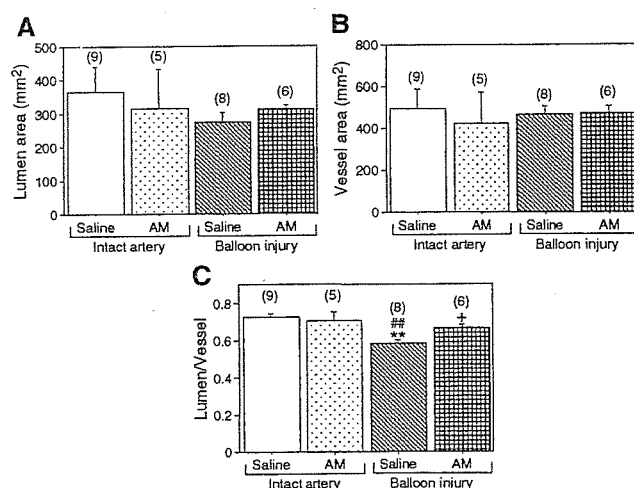 A
Lumen area (mm²)
500
400
300
200
100
0
(9)
(5)
(8)
(6)
Saline
AM
Saline
AM
Intact artery
Balloon injury
B
Vessel area (mm²)
800
600
400
200
0
(9)
(5)
(8)
(6)
Saline
AM
Saline
AM
Intact artery
Balloon injury
C
Lumen/Vessel
0.8
0.6
0.4
0.2
0
(9)
(5)
(8)
##
**
(6)
+
Saline
AM
Saline
AM
Intact artery
Balloon injury